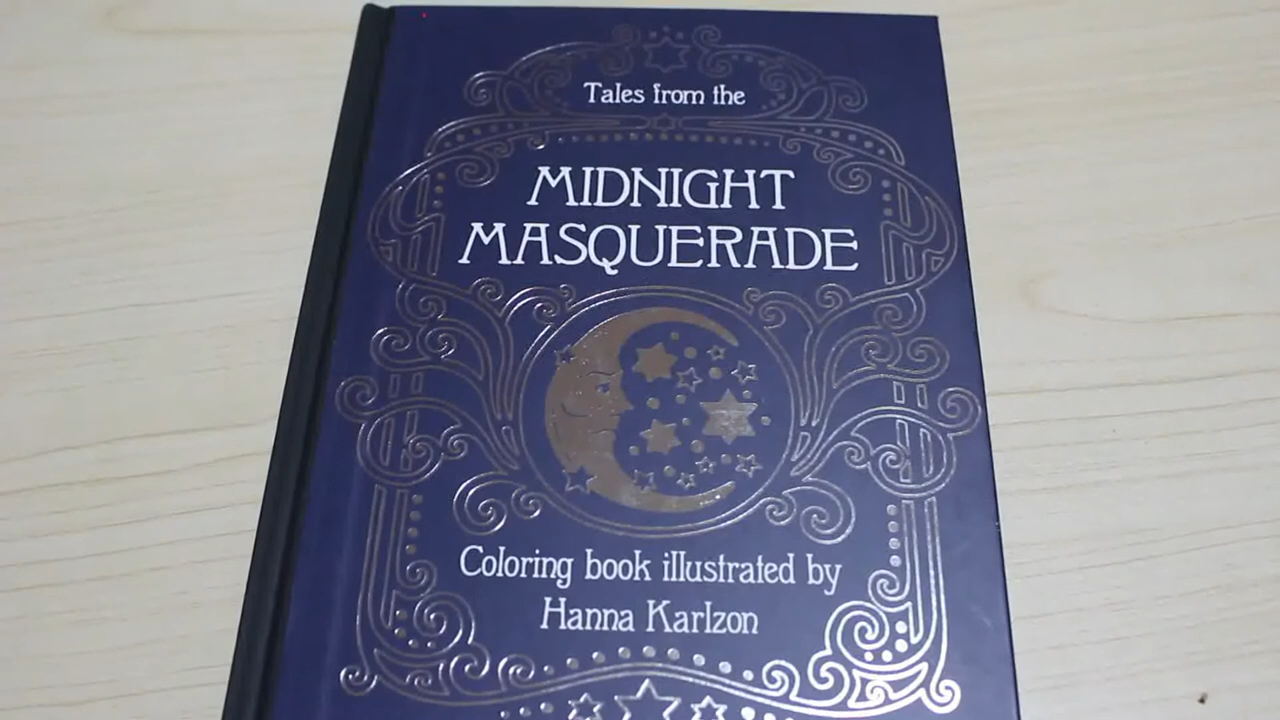 Tales from the
MIDNIGHT
MASQUERADE
Coloring book illustrated by
Hanna Karlzon